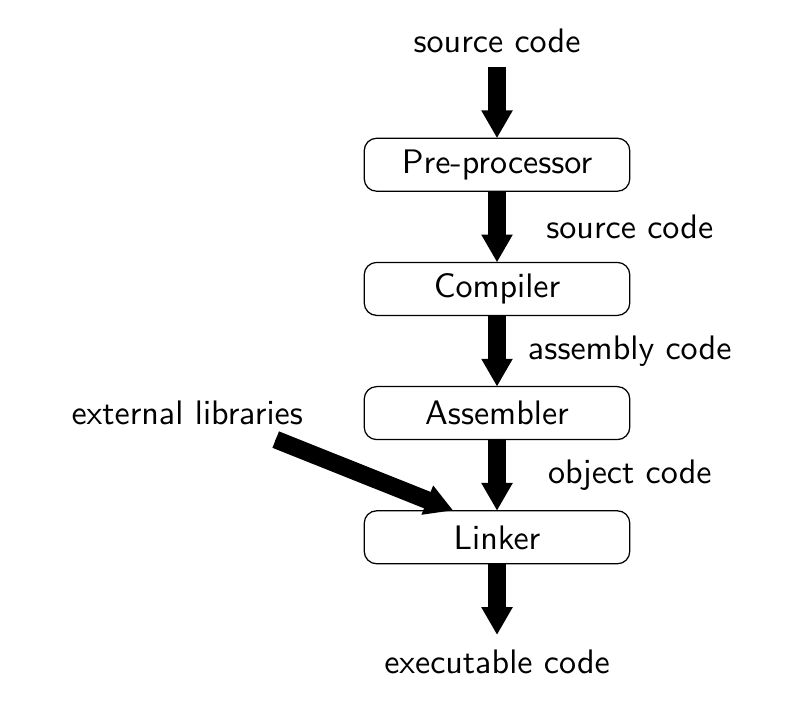 source code
Pre-processor
source code
Compiler
assembly code
external libraries
Assembler
object code
Linker
executable code